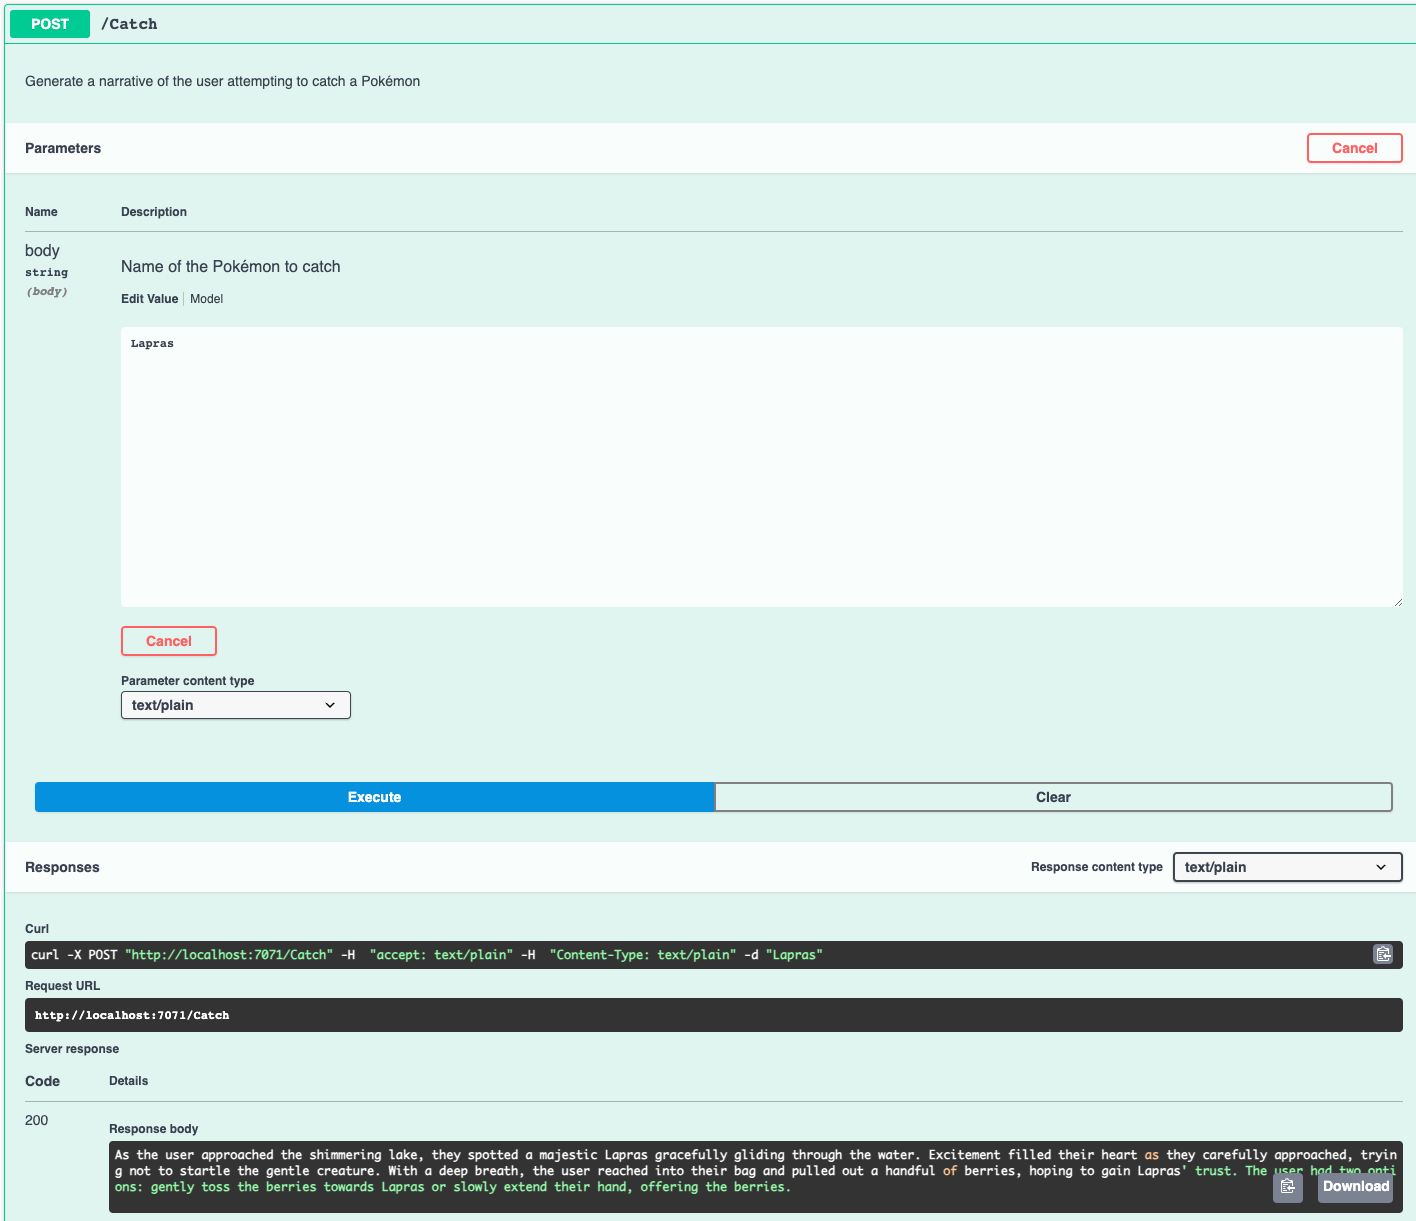 POST /Catch
Generate a narrative of the user attempting to catch a Pokémon
Parameters
Cancel
Name Description
body
string
(body)
Name of the Pokémon to catch
Edit Value Model
Lapras
Cancel
Parameter content type
text/plain
Execute
Clear
Responses
Response content type
text/plain
Curl
curl -X POST "http://localhost:7071/Catch" -H  "accept: text/plain" -H  "Content-Type: text/plain" -d "Lapras"
Request URL
http://localhost:7071/Catch
Server response
Code Details
200
Response body
As the user approached the shimmering lake, they spotted a majestic Lapras gracefully gliding through the water. Excitement filled their heart as they carefully approached, tryin
g not to startle the gentle creature. With a deep breath, the user reached into their bag and pulled out a handful of berries, hoping to gain Lapras' trust. The user had two opti
ons: gently toss the berries towards Lapras or slowly extend their hand, offering the berries.
Download